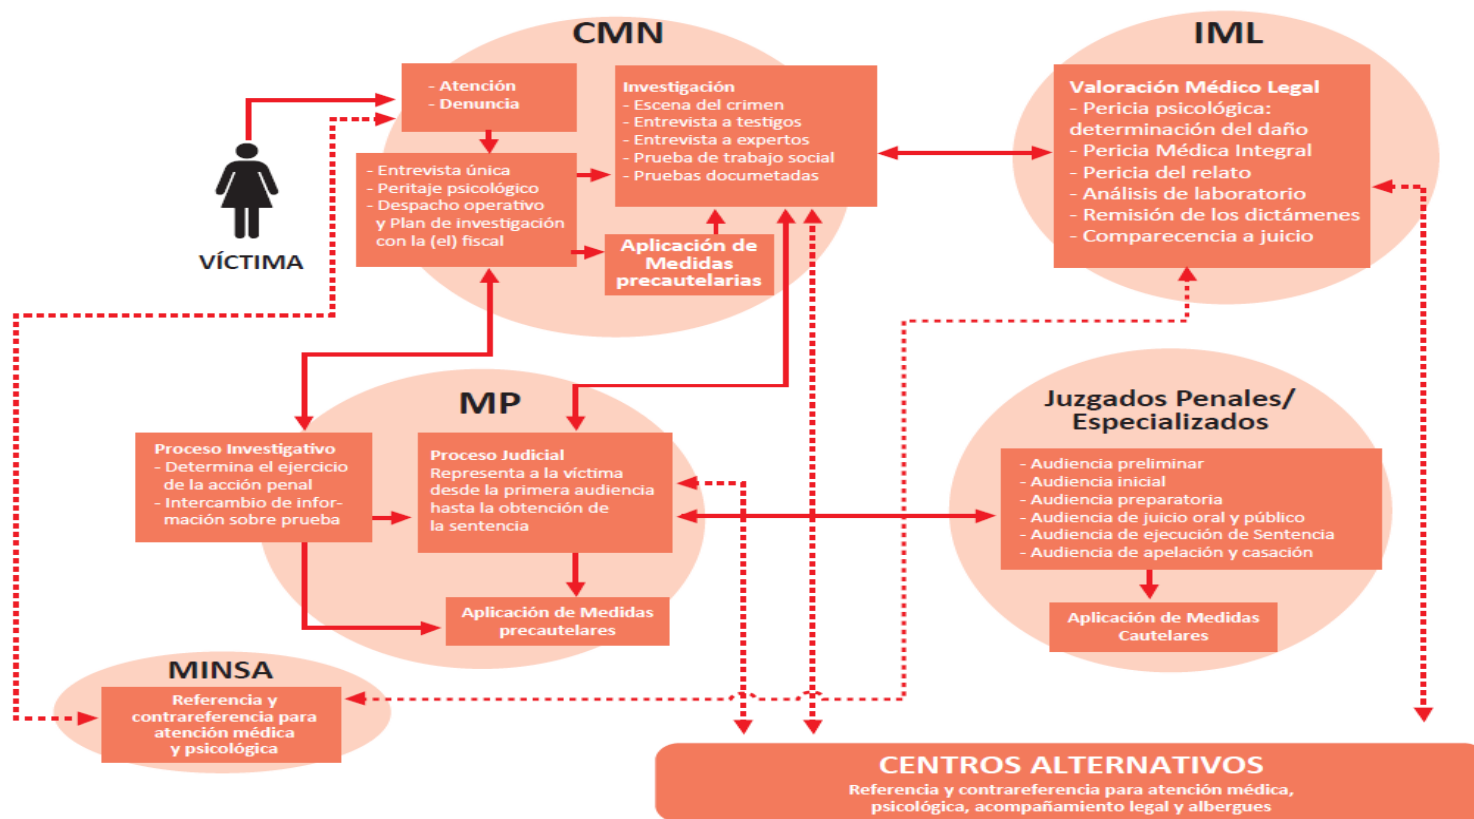 CMN
- Atención
- Denuncia
Investigación
- Escena del crimen
- Entrevista a testigos
- Entrevista a expertos
- Prueba de trabajo social
- Pruebas documetadas
- Entrevista única
- Peritaje psicológico
- Despacho operativo
y Plan de investigación
con la (el) fiscal
Aplicación de
Medidas
precautelarias
VÍCTIMA
IML
Valoración Médico Legal
- Pericia psicológica:
determinación del daño
- Pericia Médica Integral
- Pericia del relato
- Análisis de laboratorio
- Remisión de los dictámenes
- Comparecencia a juicio
MP
Proceso Investigativo
- Determina el ejercicio
de la acción penal
- Intercambio de infor-
mación sobre prueba
Proceso Judicial
Representa a la víctima
desde la primera audiencia
hasta la obtención de
la sentencia
Aplicación de Medidas
precautelares
Juzgados Penales/
Especializados
- Audiencia preliminar
- Audiencia inicial
- Audiencia preparatoria
- Audiencia de juicio oral y público
- Audiencia de ejecución de Sentencia
- Audiencia de apelación y casación
Aplicación de Medidas
Cautelares
MINSA
Referencia y
contrareferencia para
atención médica
y psicológica
CENTROS ALTERNATIVOS
Referencia y contrareferencia para atención médica,
psicológica, acompañamiento legal y albergues